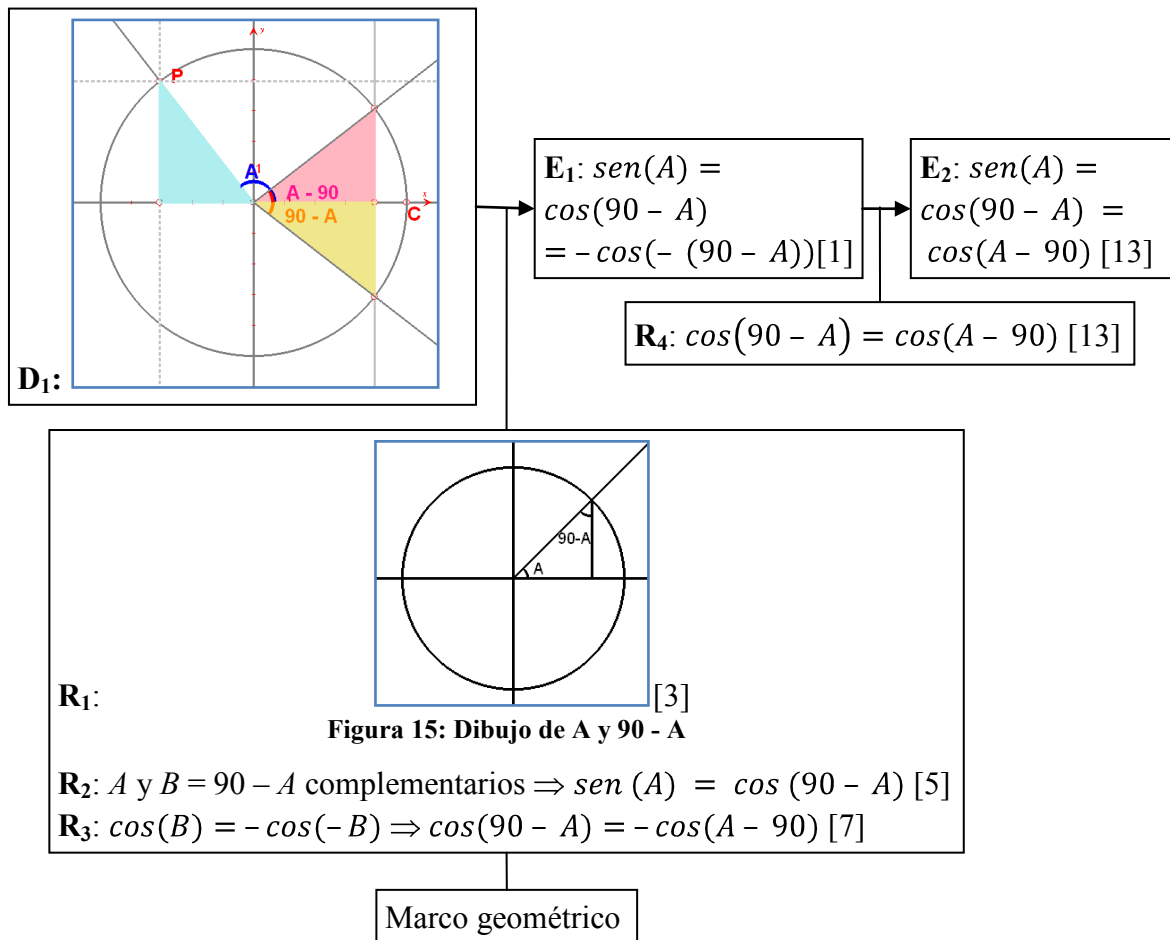 y
P
A
1
A - 90
90 - A
x
C
D₁:
E₁: sen(A) =
cos(90 – A)
= – cos(– (90 – A))[1]
E₂: sen(A) =
cos(90 – A) =
cos(A – 90) [13]
R₄: cos(90 – A) = cos(A – 90) [13]
90-A
A
R₁: [3]
Figura 15: Dibujo de A y 90 - A
R₂: A y B = 90 – A complementarios ⇒ sen (A) = cos (90 – A) [5]
R₃: cos(B) = – cos(–B) ⇒ cos(90 – A) = – cos(A – 90) [7]
Marco geométrico